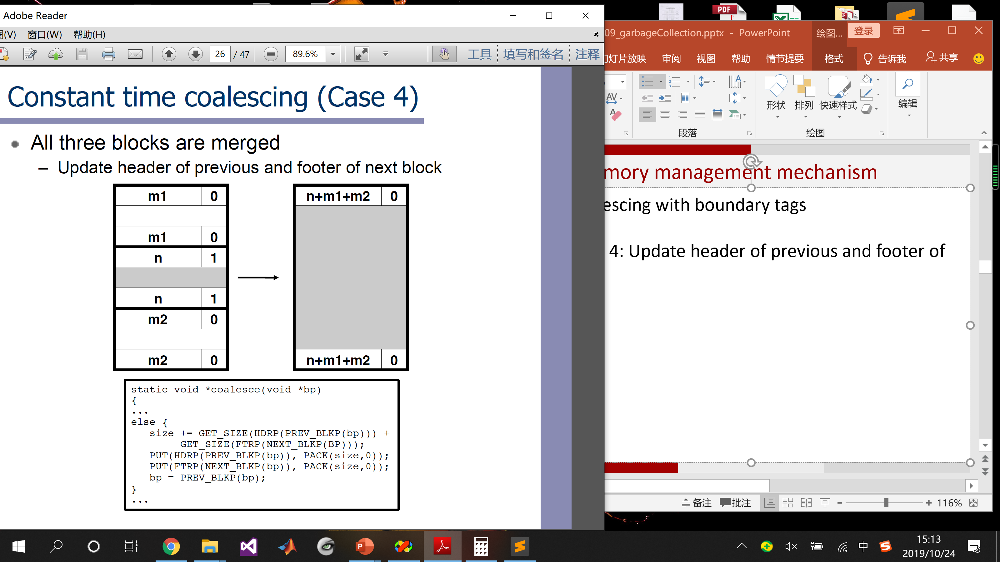 Adobe Reader
图(V) 窗口(W) 帮助(H)
26 / 47
89.6%
工具 填写和签名 注释
Constant time coalescing (Case 4)
All three blocks are merged
– Update header of previous and footer of next block
m1 0
m1 0
n 1
n 1
m2 0
m2 0
n+m1+m2 0
n+m1+m2 0
static void *coalesce(void *bp)
{
...
else {
size += GET_SIZE(HDRP(PREV_BLKP(bp))) +
GET_SIZE(FTRP(NEXT_BLKP(BP)));
PUT(HDRP(PREV_BLKP(bp)), PACK(size,0));
PUT(FTRP(NEXT_BLKP(bp)), PACK(size,0));
bp = PREV_BLKP(bp);
}
...
PDF
09_garbageCollection.pptx - PowerPoint
绘图... 登录
幻灯片放映 审阅 视图 帮助 情节提要 格式 告诉我 共享
AV
A
1
2
3
A
形状 排列 快速样式 编辑
段落 绘图
mory management mechanism
escing with boundary tags
4: Update header of previous and footer of
备注 批注 116%
中
15:13
2019/10/24